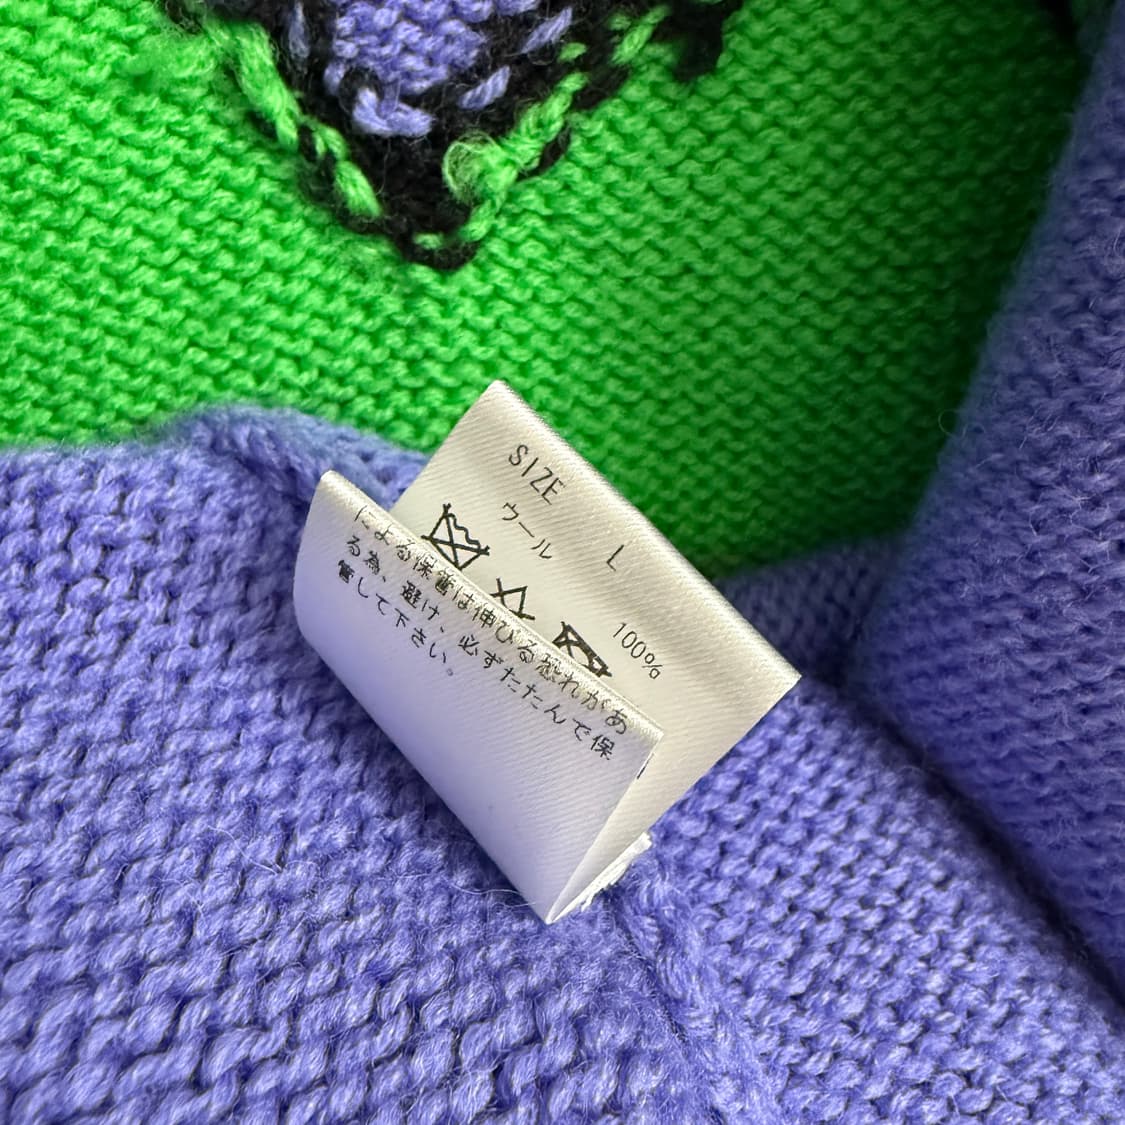 SIZE L
ウール 100%
による保管は伸びる恐れがあ
る為、避け、必ずたたんで保
管して下さい。